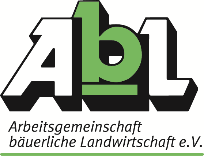 AbL
Arbeitsgemeinschaft
bäuerliche Landwirtschaft e.V.